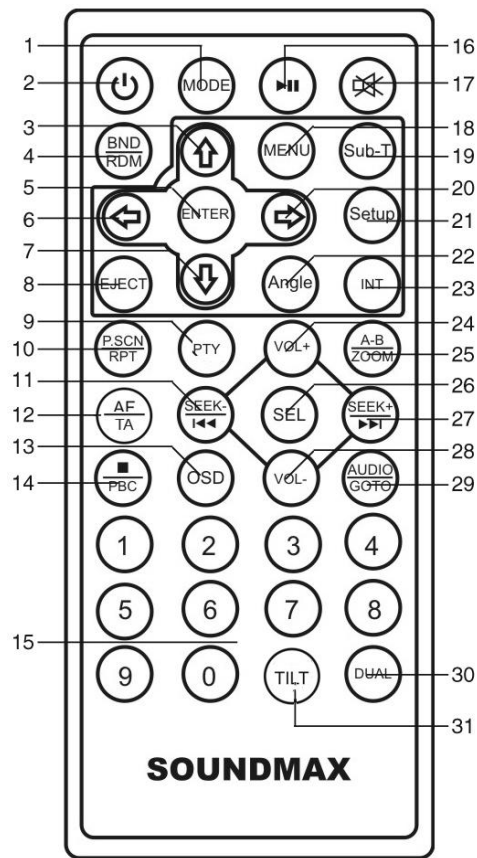 1 16
2 MODE 17
3 18
4 BND RDM MENU Sub-T 19
5 20
6 ENTER Setup 21
7 22
8 EJECT Angle INT 23
9 24
10 P.SCN RPT PTY VOL+ A-B ZOOM 25
11 26
12 AF TA SEEK- SEL SEEK+ 27
13 28
14 PBC OSD VOL- AUDIO GOTO 29
1 2 3 4
5 6 7 8
15
9 0 TILT DUAL 30
31
SOUNDMAX